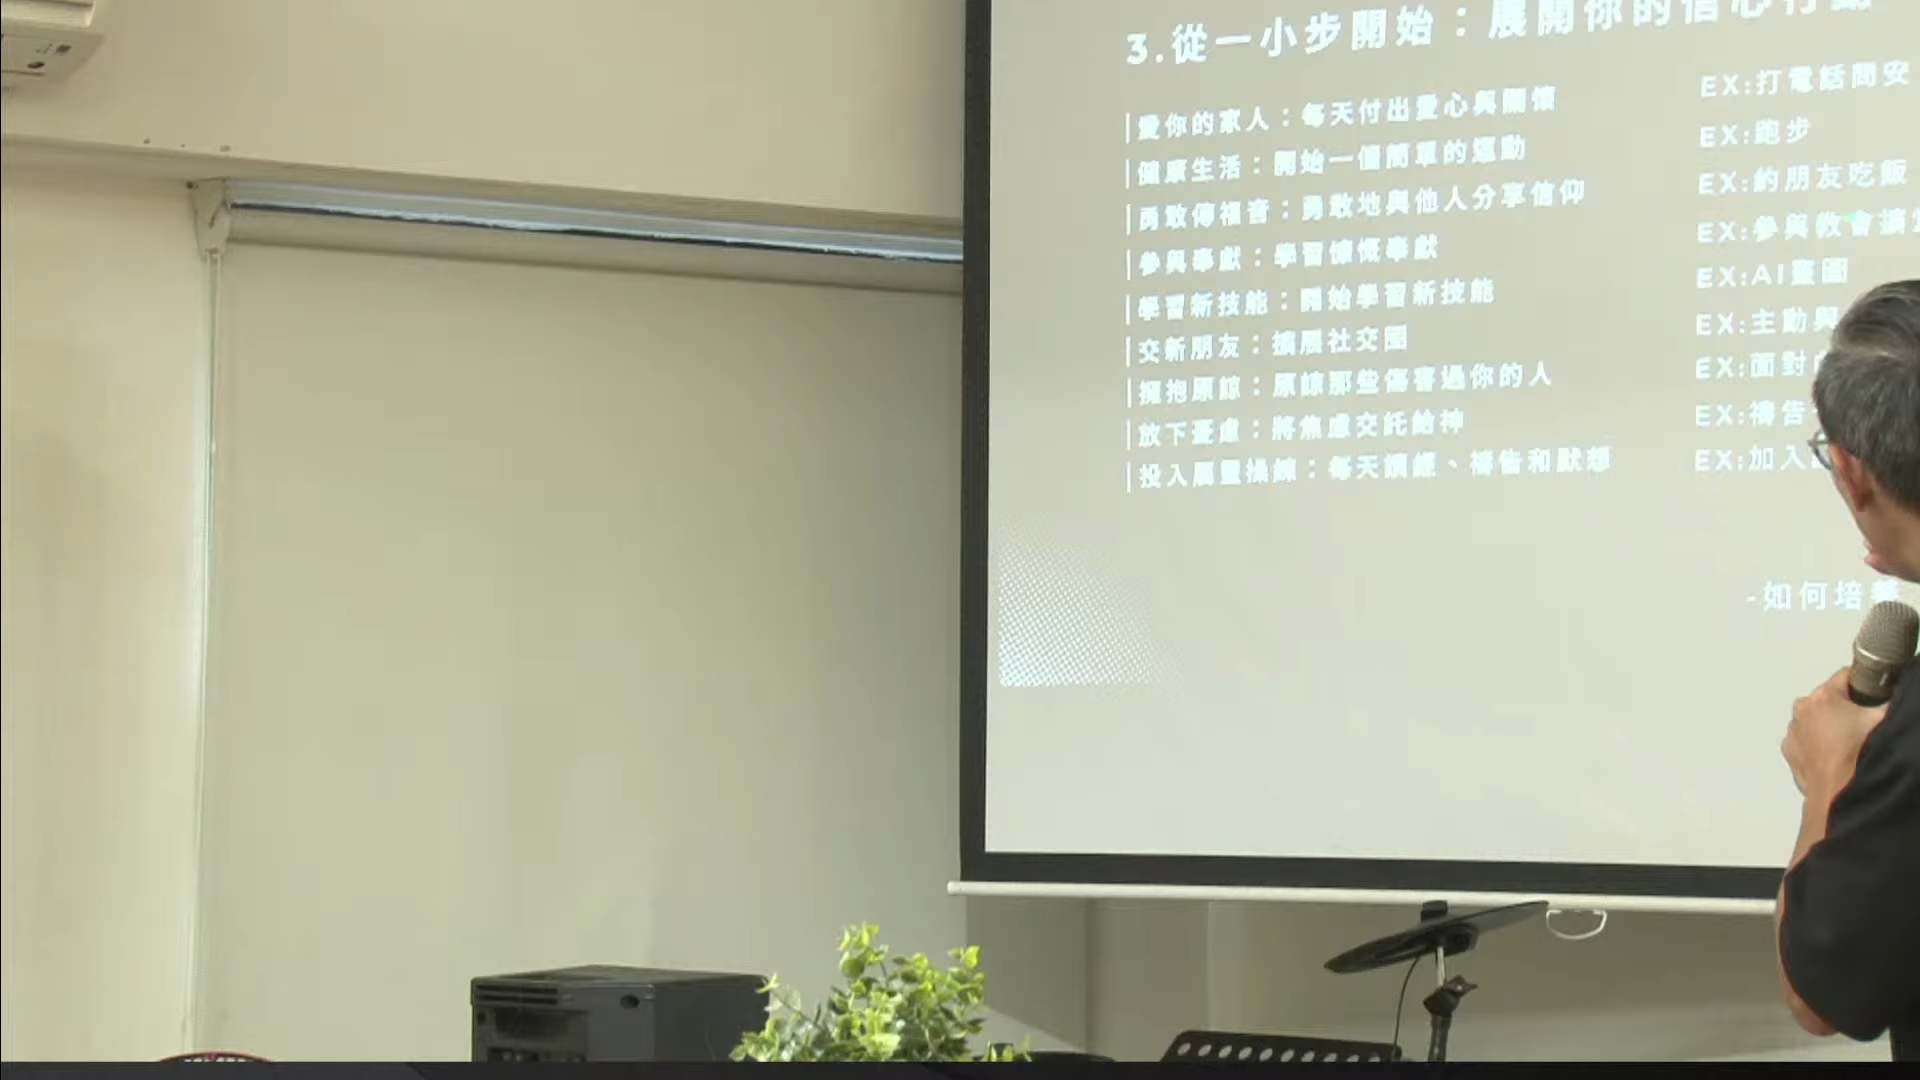 3.從一小步開始：展開你的信心行動
愛你的家人：每天付出愛心與關懷
EX:打電話問安
健康生活：開始一個簡單的運動
EX:跑步
勇敢傳福音：勇敢地與他人分享信仰
EX:約朋友吃飯
參與奉獻：學習慷慨奉獻
EX:參與教會擴
學習新技能：開始學習新技能
EX:AI畫圖
交新朋友：擴展社交圈
EX:主動與
擁抱原諒：原諒那些傷害過你的人
EX:面對
放下憂慮：將焦慮交託給神
EX:禱告
投入屬靈操練：每天讀經、禱告和默想
EX:加入
-如何培養